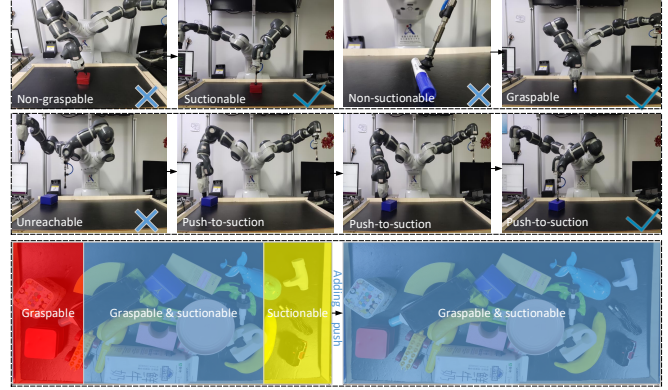 Non-graspable
Suctionable
Non-suctionable
Graspable
Unreachable
Push-to-suction
Push-to-suction
Push-to-suction
Graspable
Graspable & suctionable
Suctionable
Adding push
Graspable & suctionable